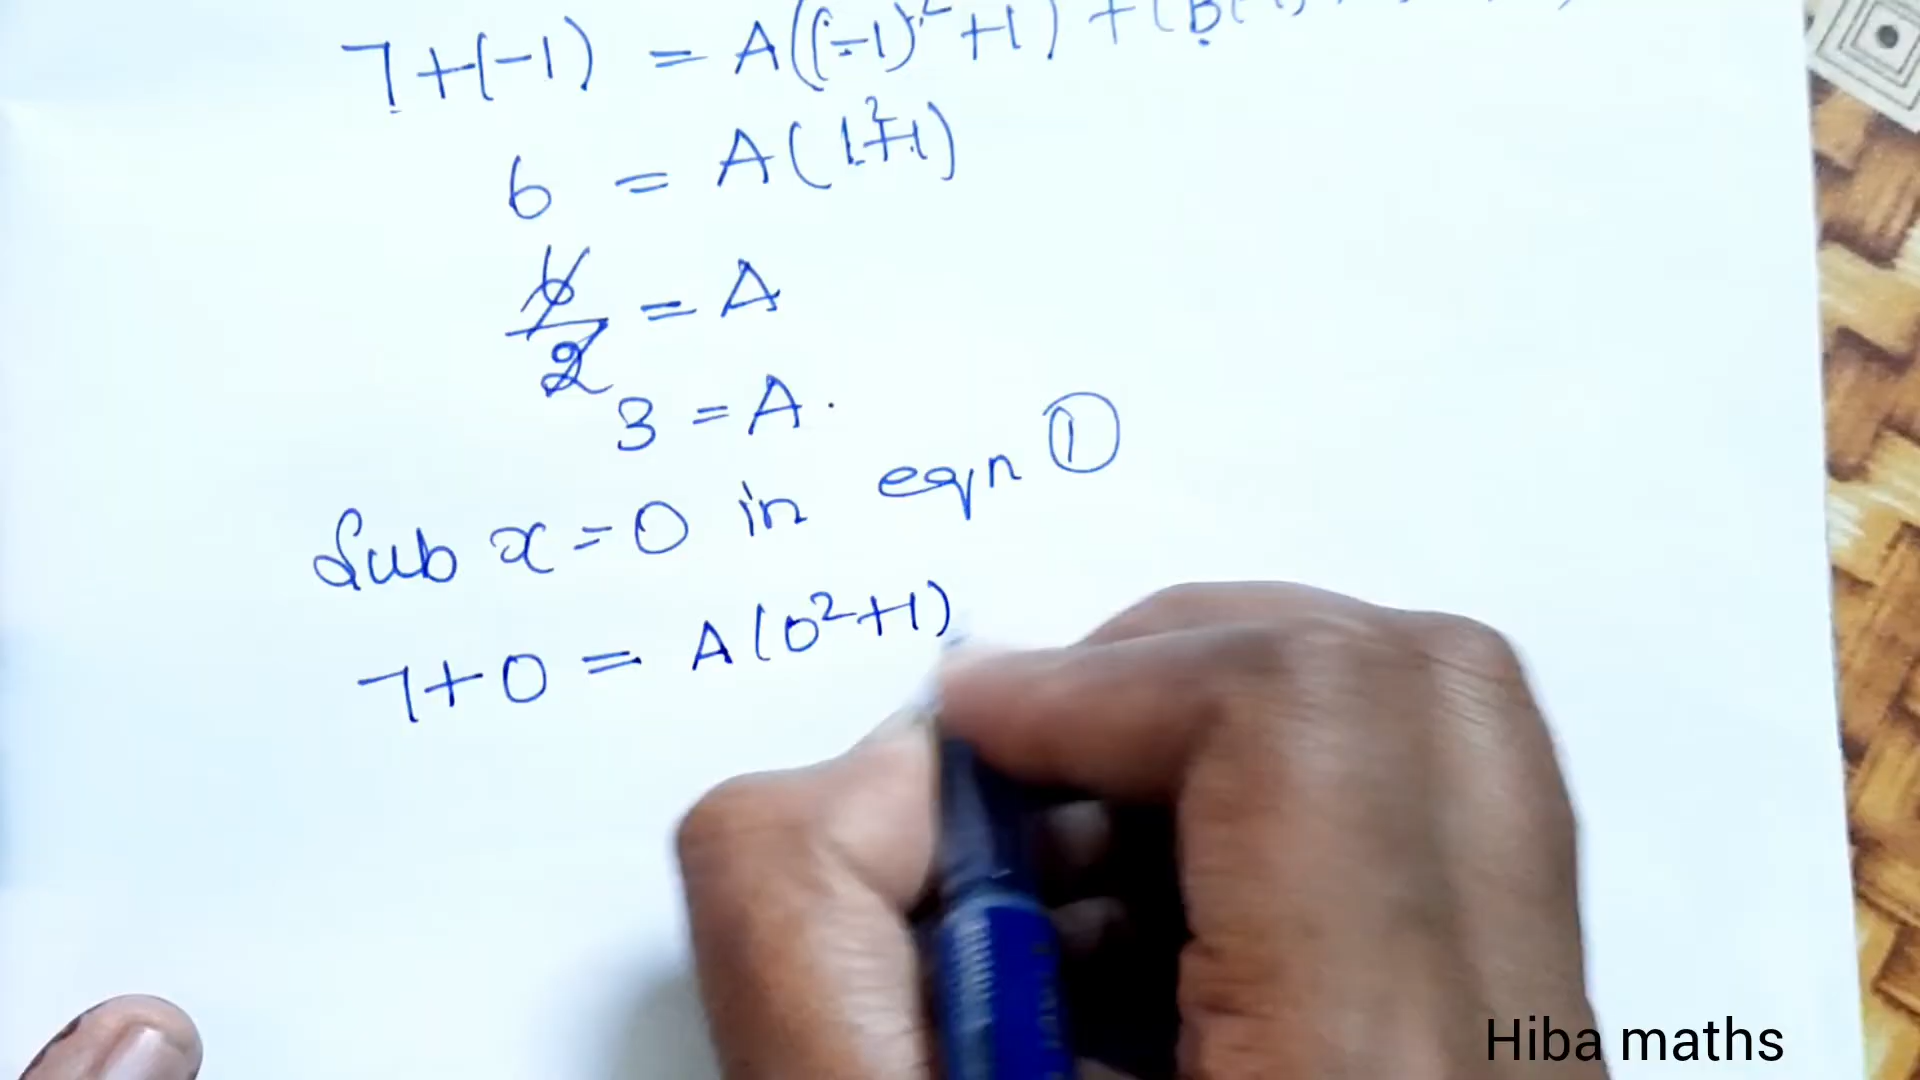 7+(-1) = A((-1)²+1) + (B(
6 = A(1²+1)
6/2 = A
3 = A.
Sub x=0 in eqn ①
7+0 = A(0²+1)
Hiba maths